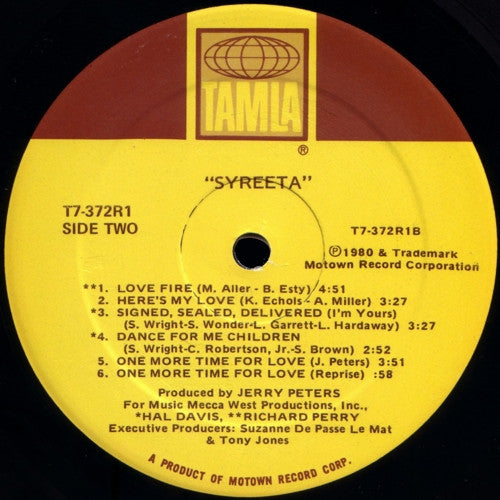 TAMLA
®
"SYREETA"
T7-372R1
SIDE TWO
T7-372R1B
℗1980 & Trademark
Motown Record Corporation
**1. LOVE FIRE (M. Aller - B. Esty) 4:51
2. HERE'S MY LOVE (K. Echols - A. Miller) 3:27
*3. SIGNED, SEALED, DELIVERED (I'm Yours)
(S. Wright-S. Wonder-L. Garrett-L. Hardaway) 3:27
*4. DANCE FOR ME CHILDREN
(S. Wright-C. Robertson, Jr.-S. Brown) 2:52
5. ONE MORE TIME FOR LOVE (J. Peters) 3:51
6. ONE MORE TIME FOR LOVE (Reprise) :58
Produced by JERRY PETERS
For Music Mecca West Productions, Inc.,
*HAL DAVIS, **RICHARD PERRY
Executive Producers: Suzanne De Passe Le Mat
& Tony Jones
A PRODUCT OF MOTOWN RECORD CORP.